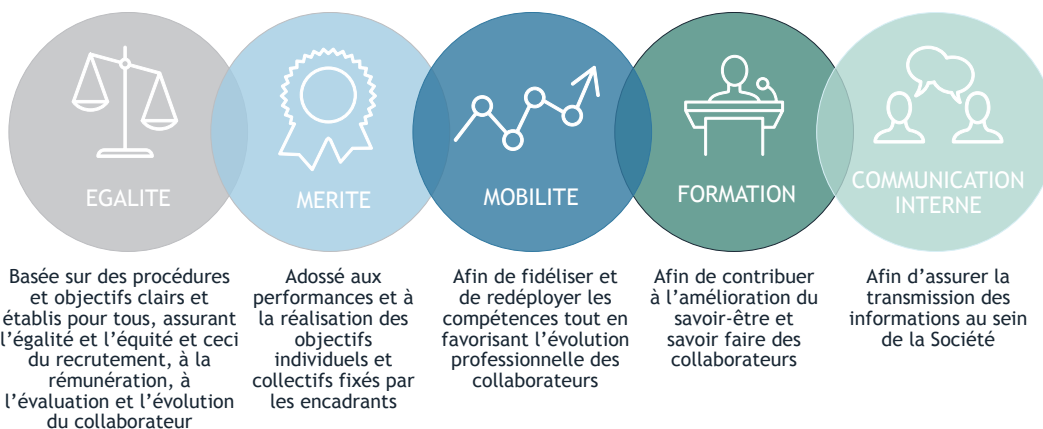 EGALITE
Basée sur des procédures
et objectifs clairs et
établis pour tous, assurant
l'égalité et l'équité et ceci
du recrutement, à la
rémunération, à
l'évaluation et l'évolution
du collaborateur
MERITE
Adossé aux
performances et à
la réalisation des
objectifs
individuels et
collectifs fixés par
les encadrants
MOBILITE
Afin de fidéliser et
de redéployer les
compétences tout en
favorisant l'évolution
professionnelle des
collaborateurs
FORMATION
Afin de contribuer
à l'amélioration du
savoir-être et
savoir faire des
collaborateurs
COMMUNICATION
INTERNE
Afin d'assurer la
transmission des
informations au sein
de la Société